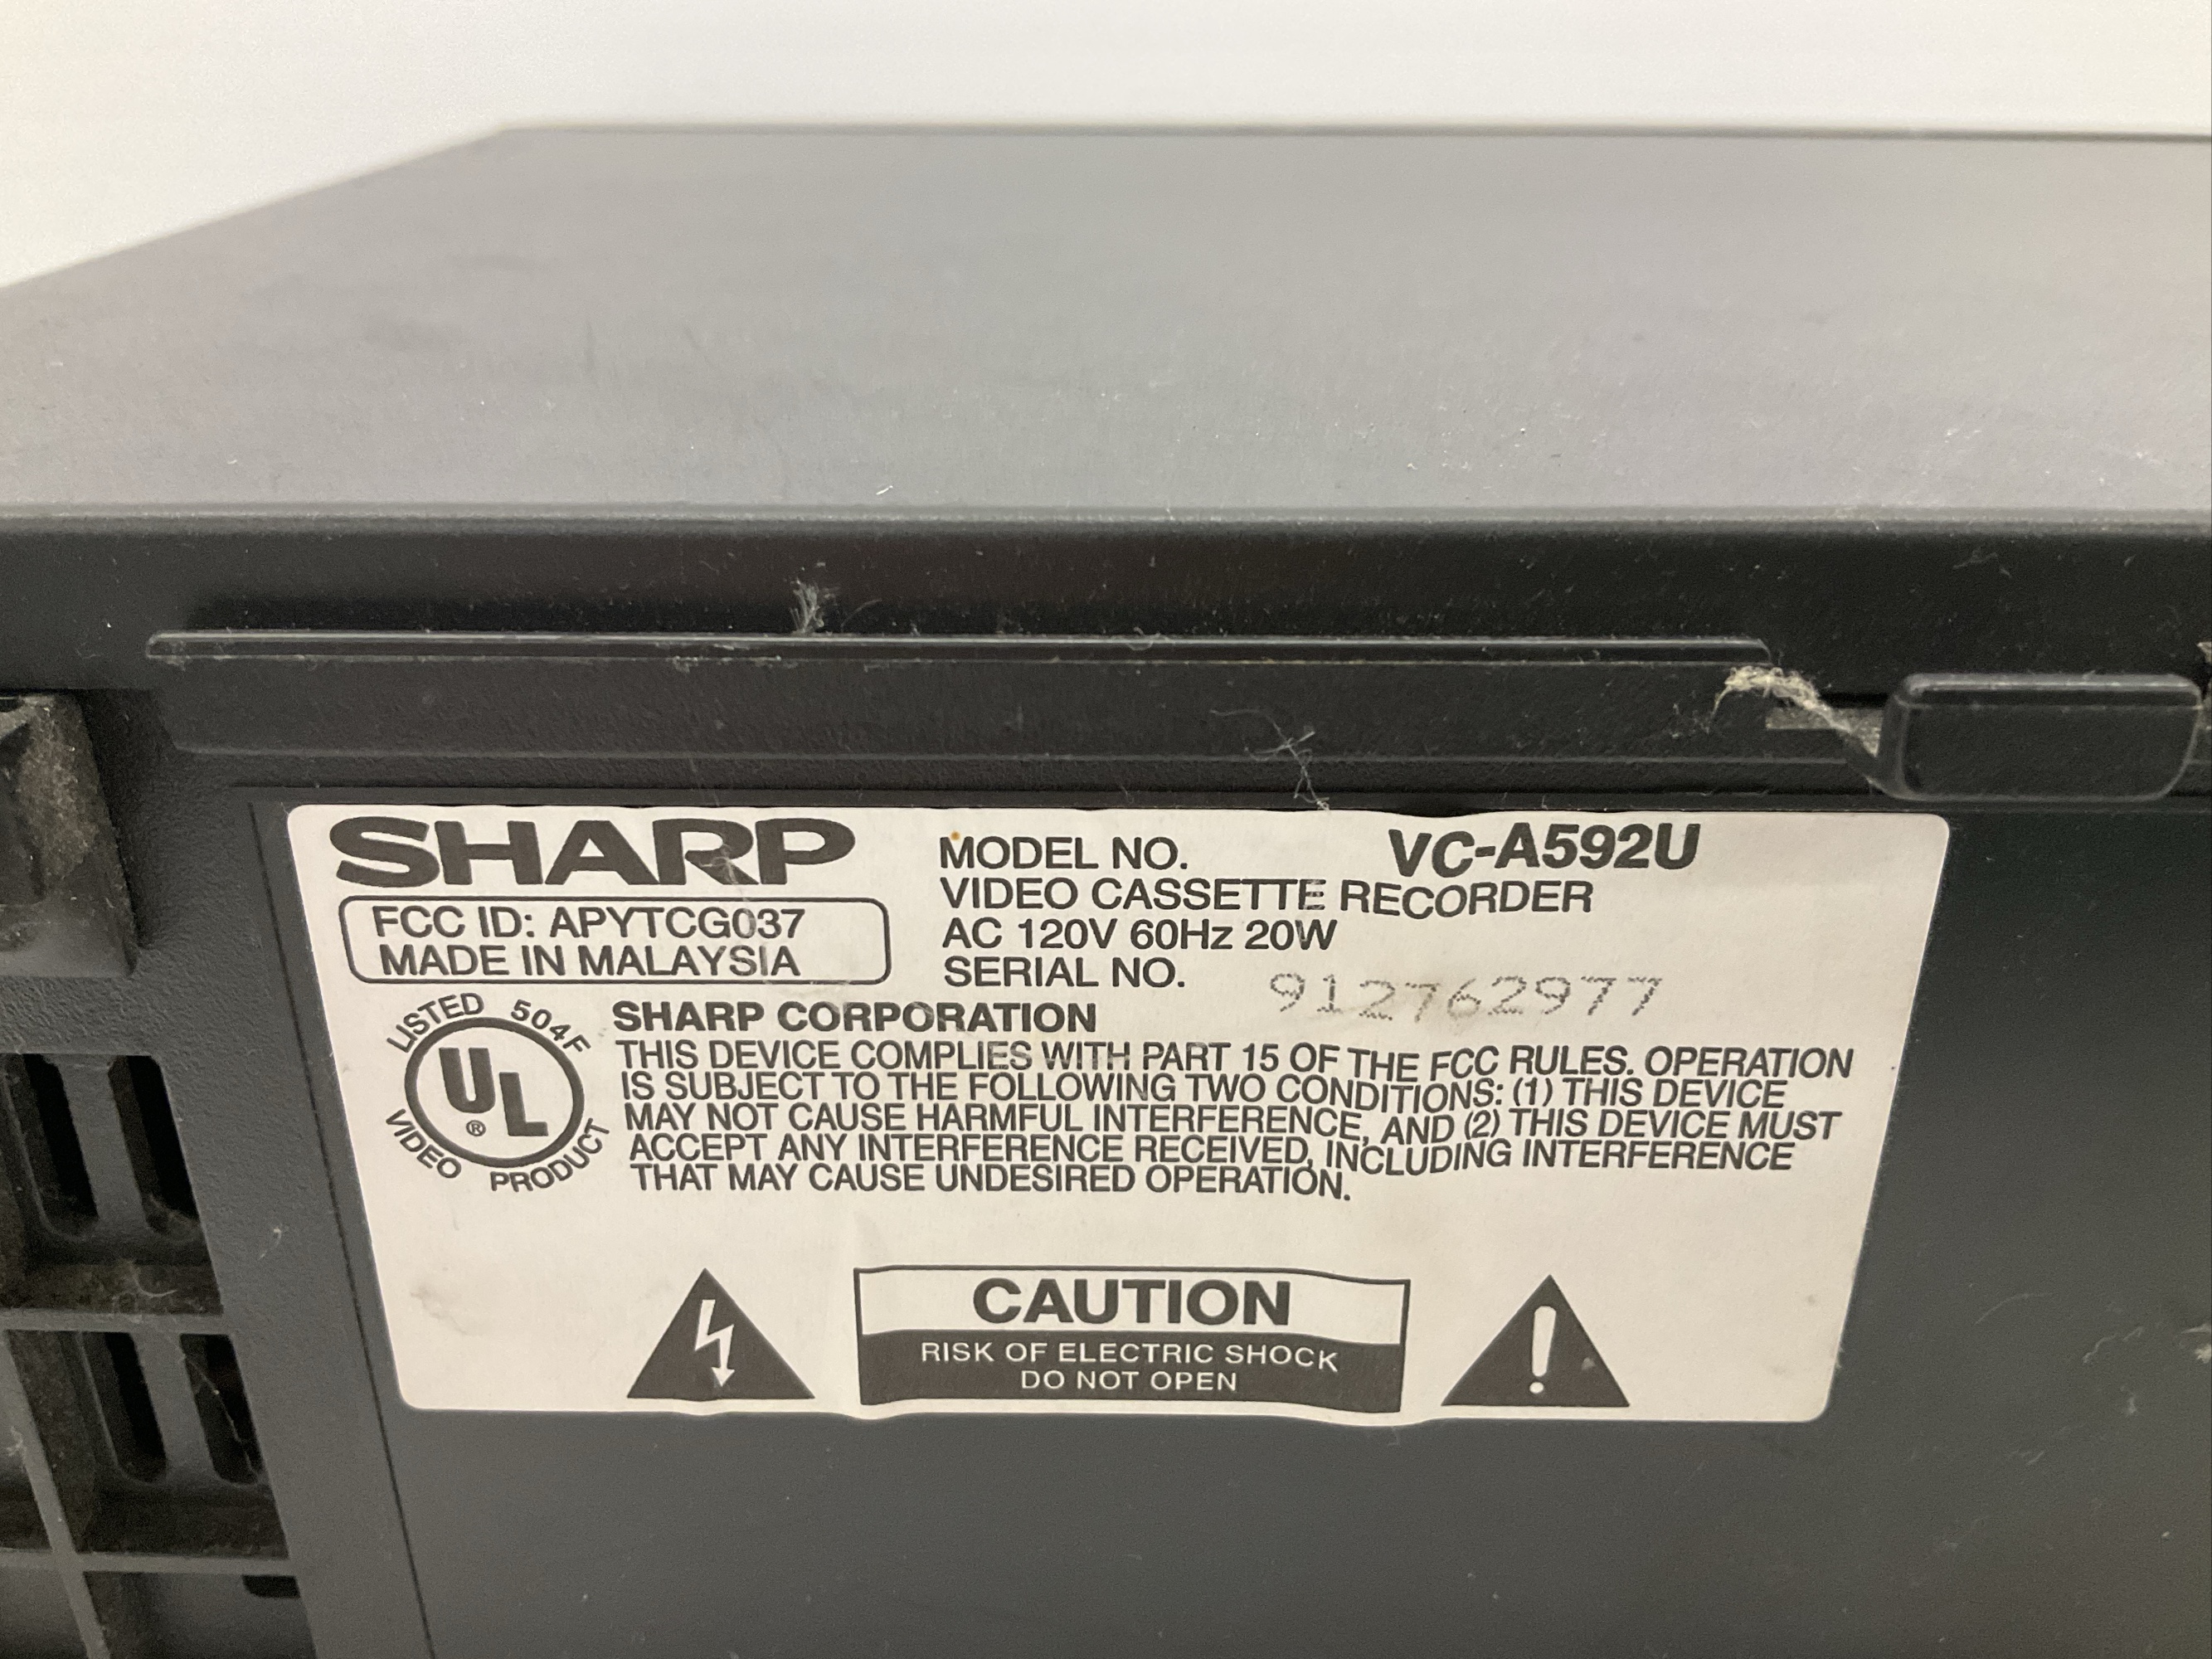 SHARP
FCC ID: APYTCG037
MADE IN MALAYSIA
MODEL NO. VC-A592U
VIDEO CASSETTE RECORDER
AC 120V 60Hz 20W
SERIAL NO. 912762977
LISTED 504F
UL
®
VIDEO PRODUCT
SHARP CORPORATION
THIS DEVICE COMPLIES WITH PART 15 OF THE FCC RULES. OPERATION
IS SUBJECT TO THE FOLLOWING TWO CONDITIONS: (1) THIS DEVICE
MAY NOT CAUSE HARMFUL INTERFERENCE, AND (2) THIS DEVICE MUST
ACCEPT ANY INTERFERENCE RECEIVED, INCLUDING INTERFERENCE
THAT MAY CAUSE UNDESIRED OPERATION.
CAUTION
RISK OF ELECTRIC SHOCK
DO NOT OPEN